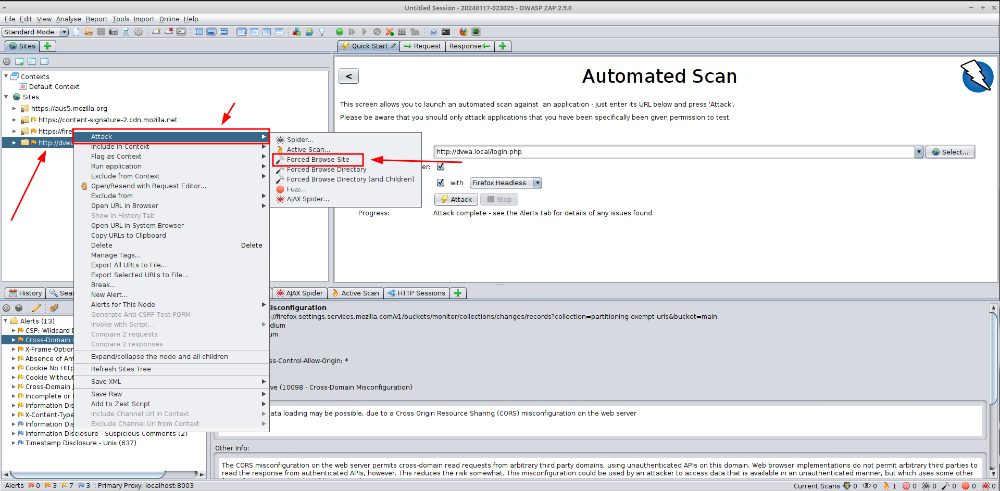 Untitled Session - 20240117-023025 - OWASP ZAP 2.9.0
File Edit View Analyse Report Tools Import Online Help
Standard Mode
Sites
Quick Start
Request
Response
Contexts
Default Context
Sites
https://aus5.mozilla.org
https://content-signature-2.cdn.mozilla.net
https://fire
http://dvwa
<
Automated Scan
This screen allows you to launch an automated scan against an application - just enter its URL below and press 'Attack'.
Please be aware that you should only attack applications that you have been specifically been given permission to test.
http://dvwa.local/login.php
Select...
er:
with
Firefox Headless
Attack
Stop
Progress:
Attack complete - see the Alerts tab for details of any issues found
Attack
Include in Context
Flag as Context
Run application
Exclude from Context
Open/Resend with Request Editor...
Exclude from
Open URL in Browser
Show in History Tab
Open URL in System Browser
Copy URLs to Clipboard
Delete Delete
Manage Tags...
Export All URLs to File...
Export Selected URLs to File...
Break...
New Alert...
Alerts for This Node
Generate Anti-CSRF Test FORM
Invoke with Script...
Compare 2 requests
Compare 2 responses
Expand/collapse the node and all children
Refresh Sites Tree
Save XML
Save Raw
Add to Zest Script
Include Channel Url in Context
Exclude Channel Url from Context
Spider...
Active Scan...
Forced Browse Site
Forced Browse Directory
Forced Browse Directory (and Children)
Fuzz...
AJAX Spider...
History
Sear
AJAX Spider
Active Scan
HTTP Sessions
Alerts (13)
CSP: Wildcard D
Cross-Domain
X-Frame-Option
Absence of Ant
Cookie No Http
Cookie Without
Cross-Domain J
Incomplete or
Information Dis
X-Content-Type
Information Dis
Information Disclosure - Suspicious Comments (2)
Timestamp Disclosure - Unix (637)
isconfiguration
://firefox.settings.services.mozilla.com/v1/buckets/monitor/collections/changes/records?collection=partitioning-exempt-urls&bucket=main
dium
um
ss-Control-Allow-Origin: *
ve (10098 - Cross-Domain Misconfiguration)
ata loading may be possible, due to a Cross Origin Resource Sharing (CORS) misconfiguration on the web server
Other Info:
The CORS misconfiguration on the web server permits cross-domain read requests from arbitrary third party domains, using unauthenticated APIs on this domain. Web browser implementations do not permit arbitrary third parties to
read the response from authenticated APIs, however. This reduces the risk somewhat. This misconfiguration could be used by an attacker to access data that is available in an unauthenticated manner, but which uses some other
Alerts 0 3 7 3 Primary Proxy: localhost:8003
Current Scans 0 0 1 0 0 0 0 0